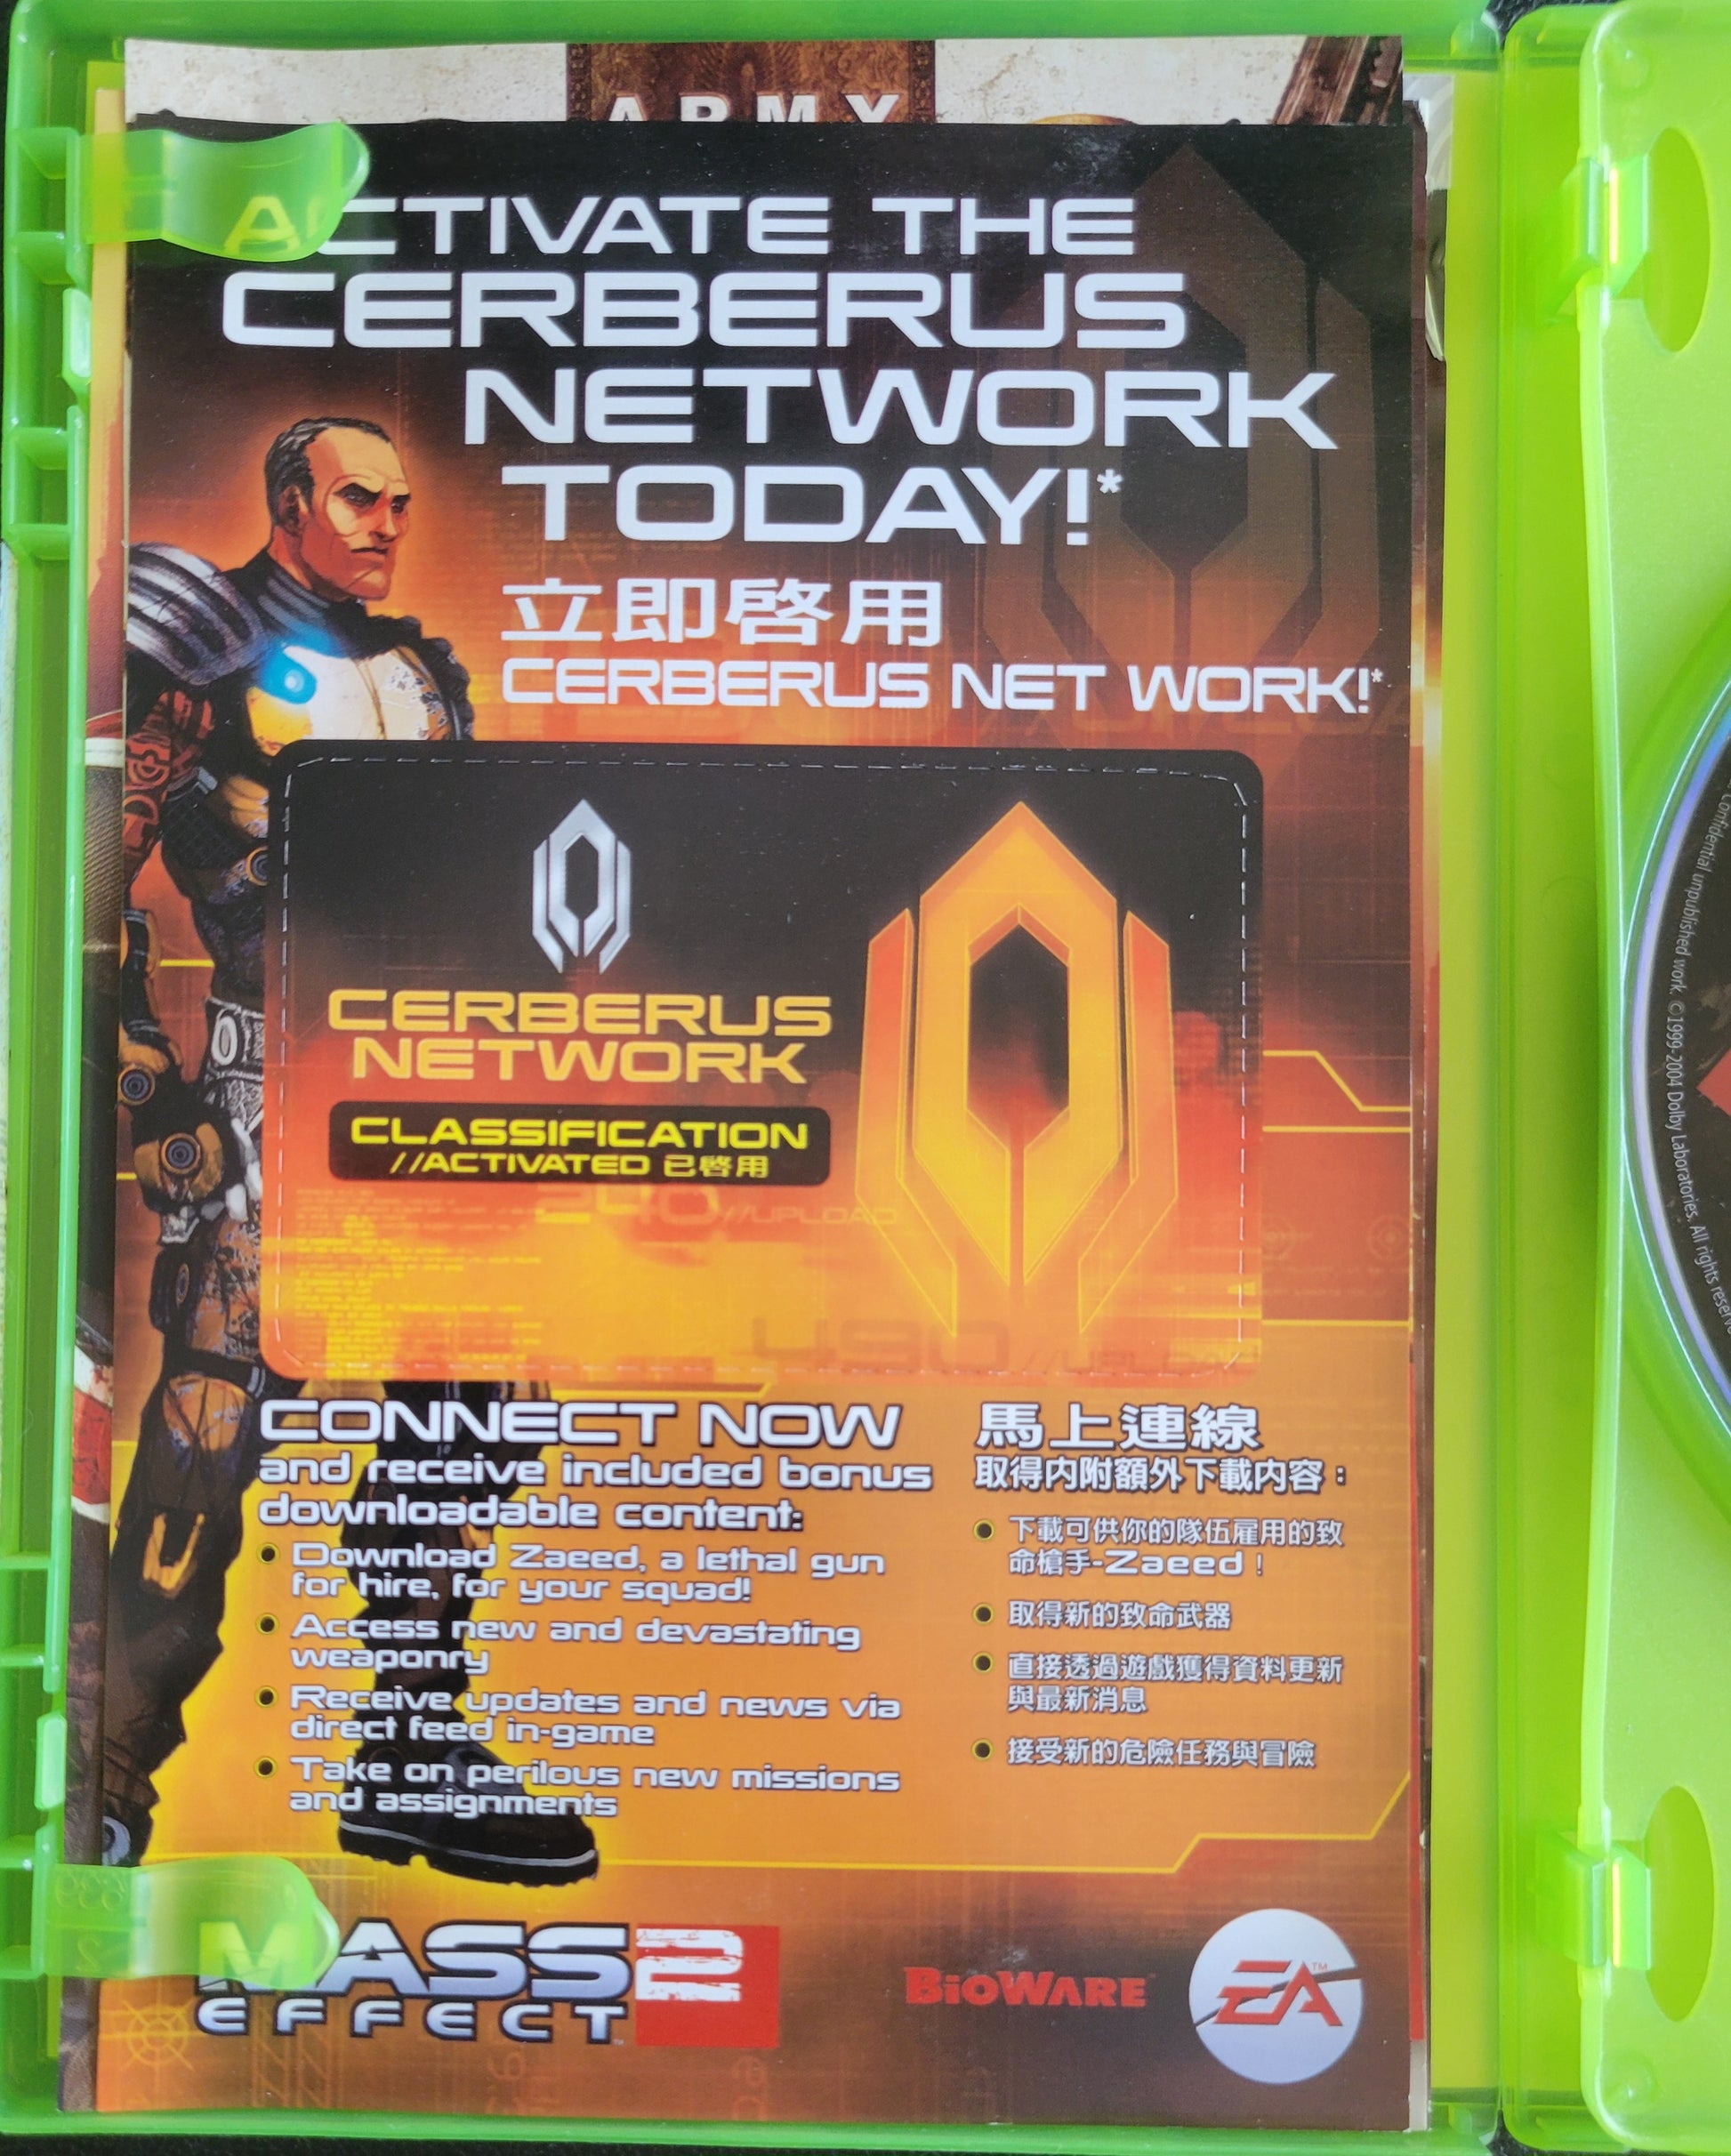 ARMY
ACTIVATE THE
CERBERUS
NETWORK
TODAY!*
立即啓用
CERBERUS NET WORK!*
CERBERUS
NETWORK
CLASSIFICATION
//ACTIVATED 已啓用
240//UPLOAD
490//UPLOAD
CONNECT NOW
and receive included bonus
downloadable content:
Download Zaeed, a lethal gun
for hire, for your squad!
Access new and devastating
weaponry
Receive updates and news via
direct feed in-game
Take on perilous new missions
and assignments
馬上連線
取得內附額外下載內容：
下載可供你的隊伍雇用的致
命槍手-Zaeed！
取得新的致命武器
直接透過遊戲獲得資料更新
與最新消息
接受新的危險任務與冒險
MASS 2
EFFECT™
BIOWARE™
EA™
Confidential unpublished work. ©1999-2004 Dolby Laboratories. All rights